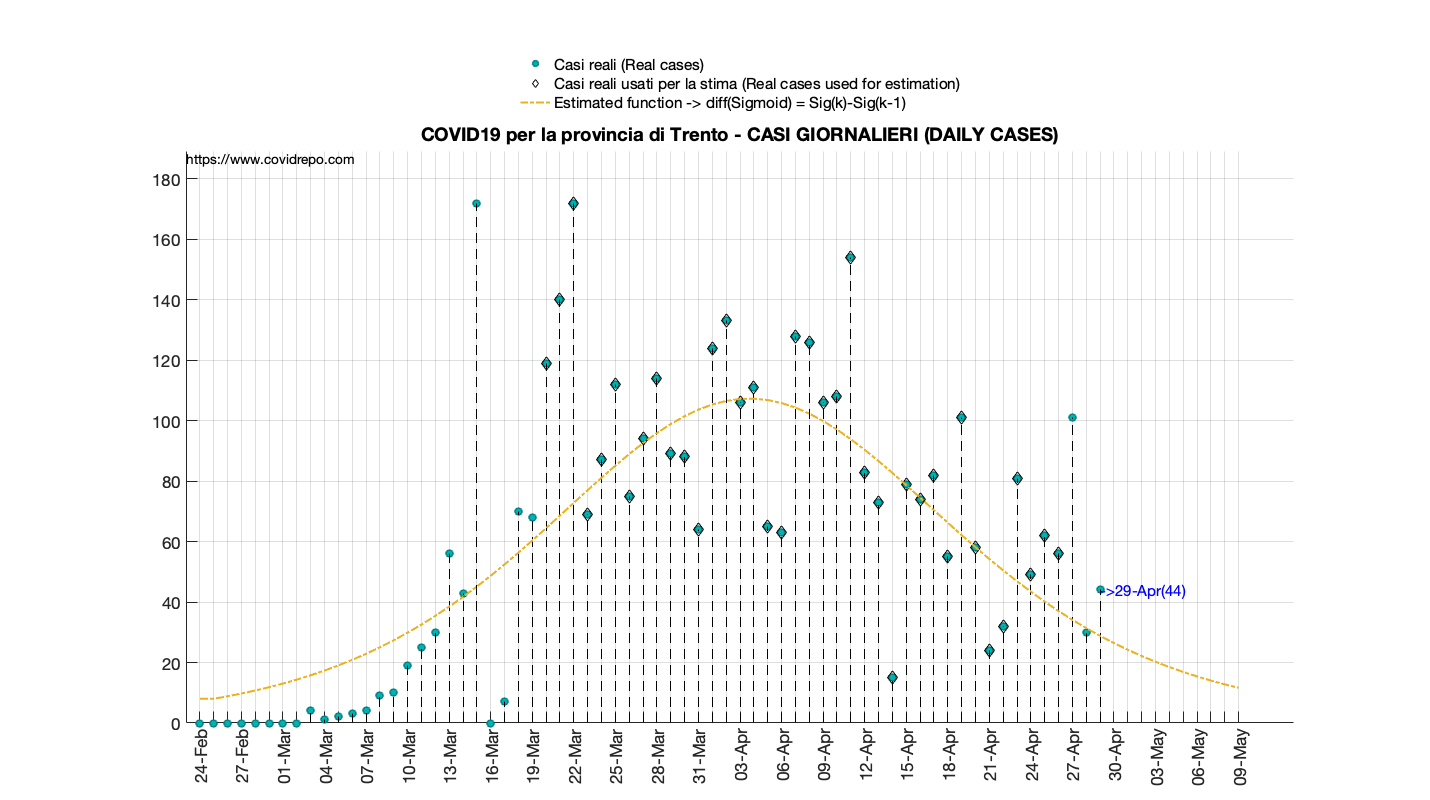 Casi reali (Real cases)
Casi reali usati per la stima (Real cases used for estimation)
Estimated function -> diff(Sigmoid) = Sig(k)-Sig(k-1)
COVID19 per la provincia di Trento - CASI GIORNALIERI (DAILY CASES)
https://www.covidrepo.com
180
160
140
120
100
80
60
40
20
0
->29-Apr(44)
24-Feb
27-Feb
01-Mar
04-Mar
07-Mar
10-Mar
13-Mar
16-Mar
19-Mar
22-Mar
25-Mar
28-Mar
31-Mar
03-Apr
06-Apr
09-Apr
12-Apr
15-Apr
18-Apr
21-Apr
24-Apr
27-Apr
30-Apr
03-May
06-May
09-May